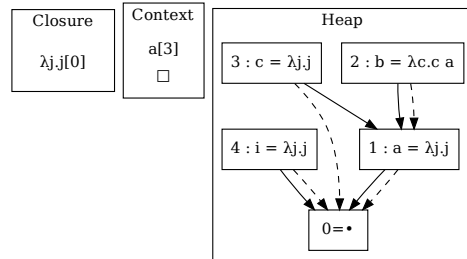 Closure
λj.j[0]
Context
a[3]
□
Heap
3 : c = λj.j
2 : b = λc.c a
4 : i = λj.j
1 : a = λj.j
0=•